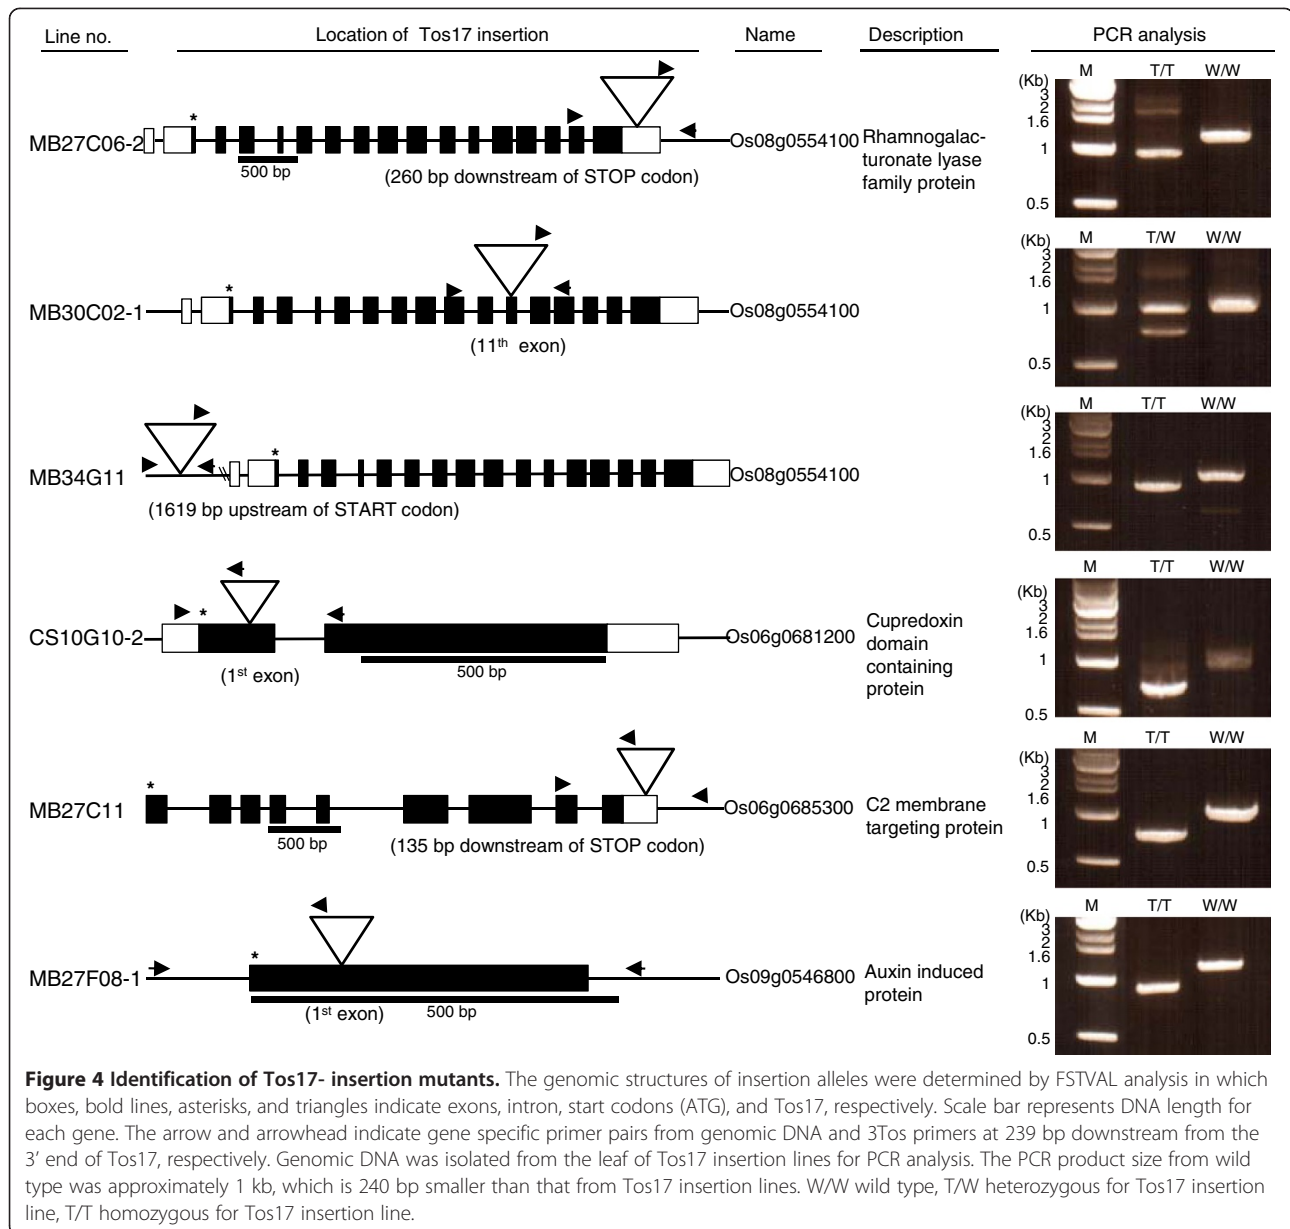 Line no. Location of Tos17 insertion Name Description PCR analysis
(Kb) M T/T W/W
3
2
1.6
1
0.5
MB27C06-2 * Os08g0554100 Rhamnogalac-
turonate lyase
family protein
500 bp (260 bp downstream of STOP codon)
(Kb) M T/W W/W
3
2
1.6
1
0.5
MB30C02-1 * Os08g0554100
(11th exon)
(Kb) M T/T W/W
3
2
1.6
1
0.5
MB34G11 * Os08g0554100
(1619 bp upstream of START codon)
(Kb) M T/T W/W
3
2
1.6
1
0.5
CS10G10-2 * Os06g0681200 Cupredoxin
domain
containing
protein
(1st exon) 500 bp
(Kb) M T/T W/W
3
2
1.6
1
0.5
MB27C11 * Os06g0685300 C2 membrane
targeting protein
500 bp (135 bp downstream of STOP codon)
(Kb) M T/T W/W
3
2
1.6
1
0.5
MB27F08-1 * Os09g0546800 Auxin induced
protein
(1st exon) 500 bp
Figure 4 Identification of Tos17- insertion mutants. The genomic structures of insertion alleles were determined by FSTVAL analysis in which
boxes, bold lines, asterisks, and triangles indicate exons, intron, start codons (ATG), and Tos17, respectively. Scale bar represents DNA length for
each gene. The arrow and arrowhead indicate gene specific primer pairs from genomic DNA and 3Tos primers at 239 bp downstream from the
3' end of Tos17, respectively. Genomic DNA was isolated from the leaf of Tos17 insertion lines for PCR analysis. The PCR product size from wild
type was approximately 1 kb, which is 240 bp smaller than that from Tos17 insertion lines. W/W wild type, T/W heterozygous for Tos17 insertion
line, T/T homozygous for Tos17 insertion line.